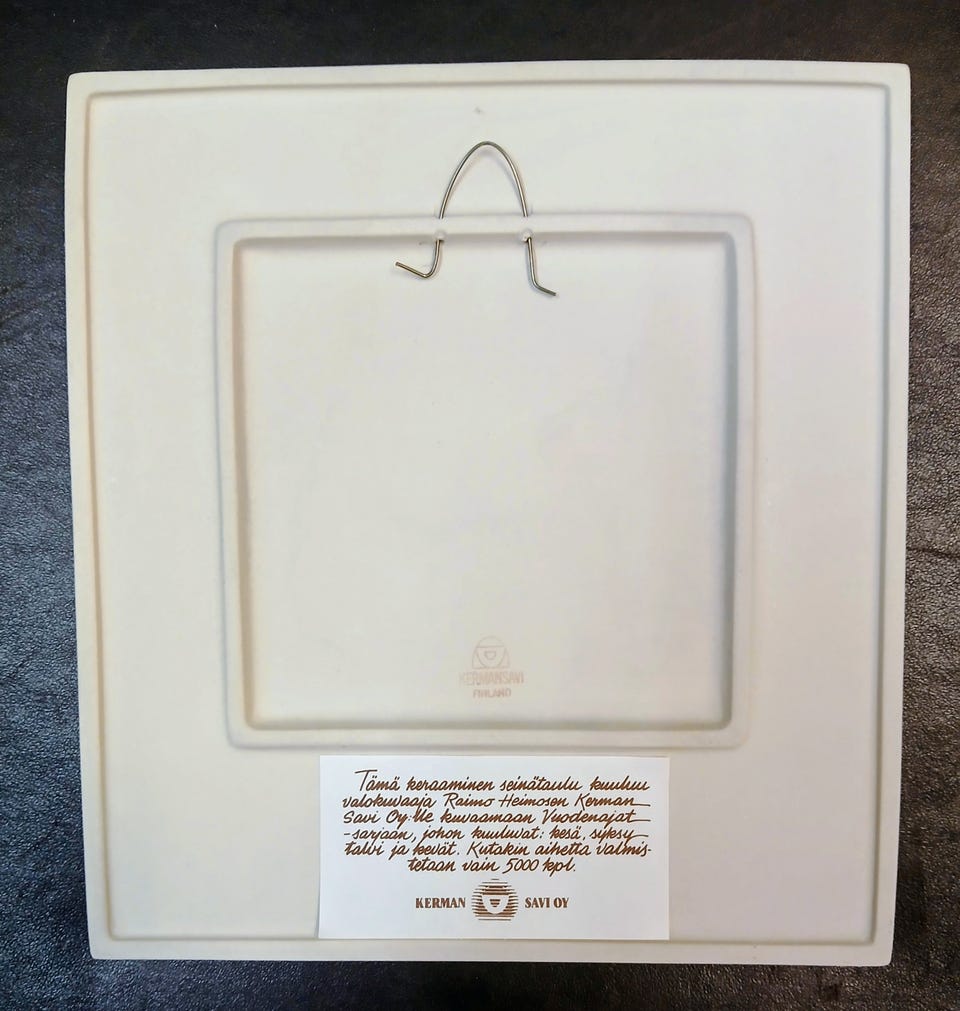 KERMANSAVI
FINLAND
Tämä keraaminen seinätaulu kuuluu
valokuvaaja Raimo Heimosen Kerman
Savi Oy:lle kuvaamaan Vuodenajat
-sarjaan, johon kuuluvat: kesä, syksy
talvi ja kevät. Kutakin aihetta valmis-
tetaan vain 5000 kpl.
KERMAN SAVI OY